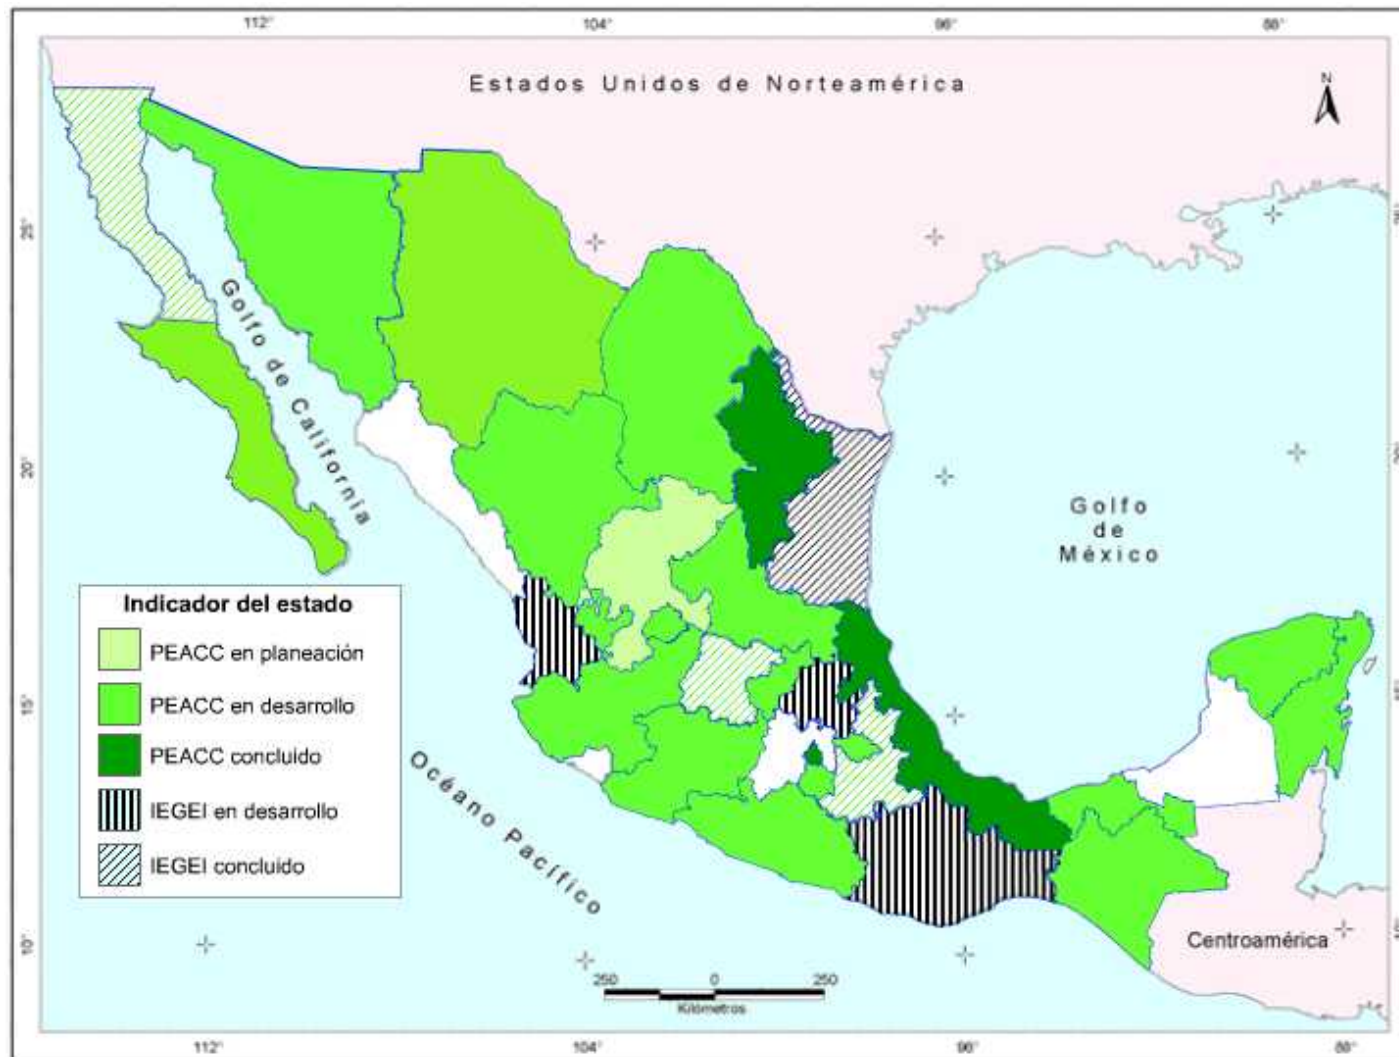 112° 104° 96° 88°
Estados Unidos de Norteamérica
N
25°
Golfo de California
20°
Golfo
de
México
Indicador del estado
PEACC en planeación
PEACC en desarrollo
PEACC concluido
IEGEI en desarrollo
IEGEI concluido
15°
Océano Pacífico
10°
Centroamérica
250 0 250
Kilómetros
112° 104° 96° 88°